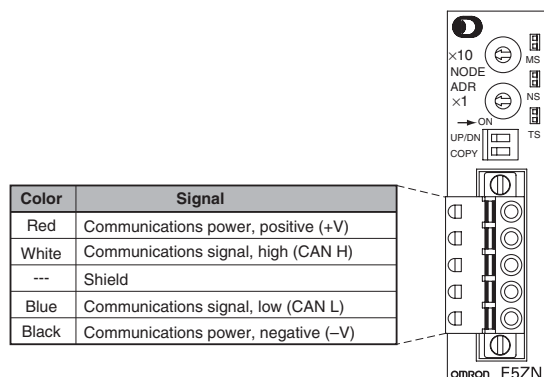 ×10
NODE
ADR
×1
ON
UP/DN
COPY
MS
NS
TS
Color Signal
Red Communications power, positive (+V)
White Communications signal, high (CAN H)
--- Shield
Blue Communications signal, low (CAN L)
Black Communications power, negative (–V)
OMRON E5ZN